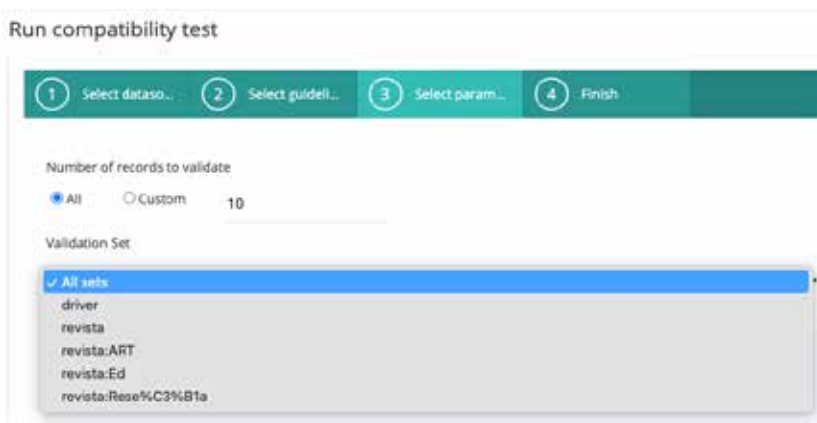 Run compatibility test
1 Select dataso... 2 Select guideli... 3 Select param... 4 Finish
Number of records to validate
All Custom 10
Validation Set
✓ All sets
driver
revista
revista:ART
revista:Ed
revista:Rese%C3%B1a